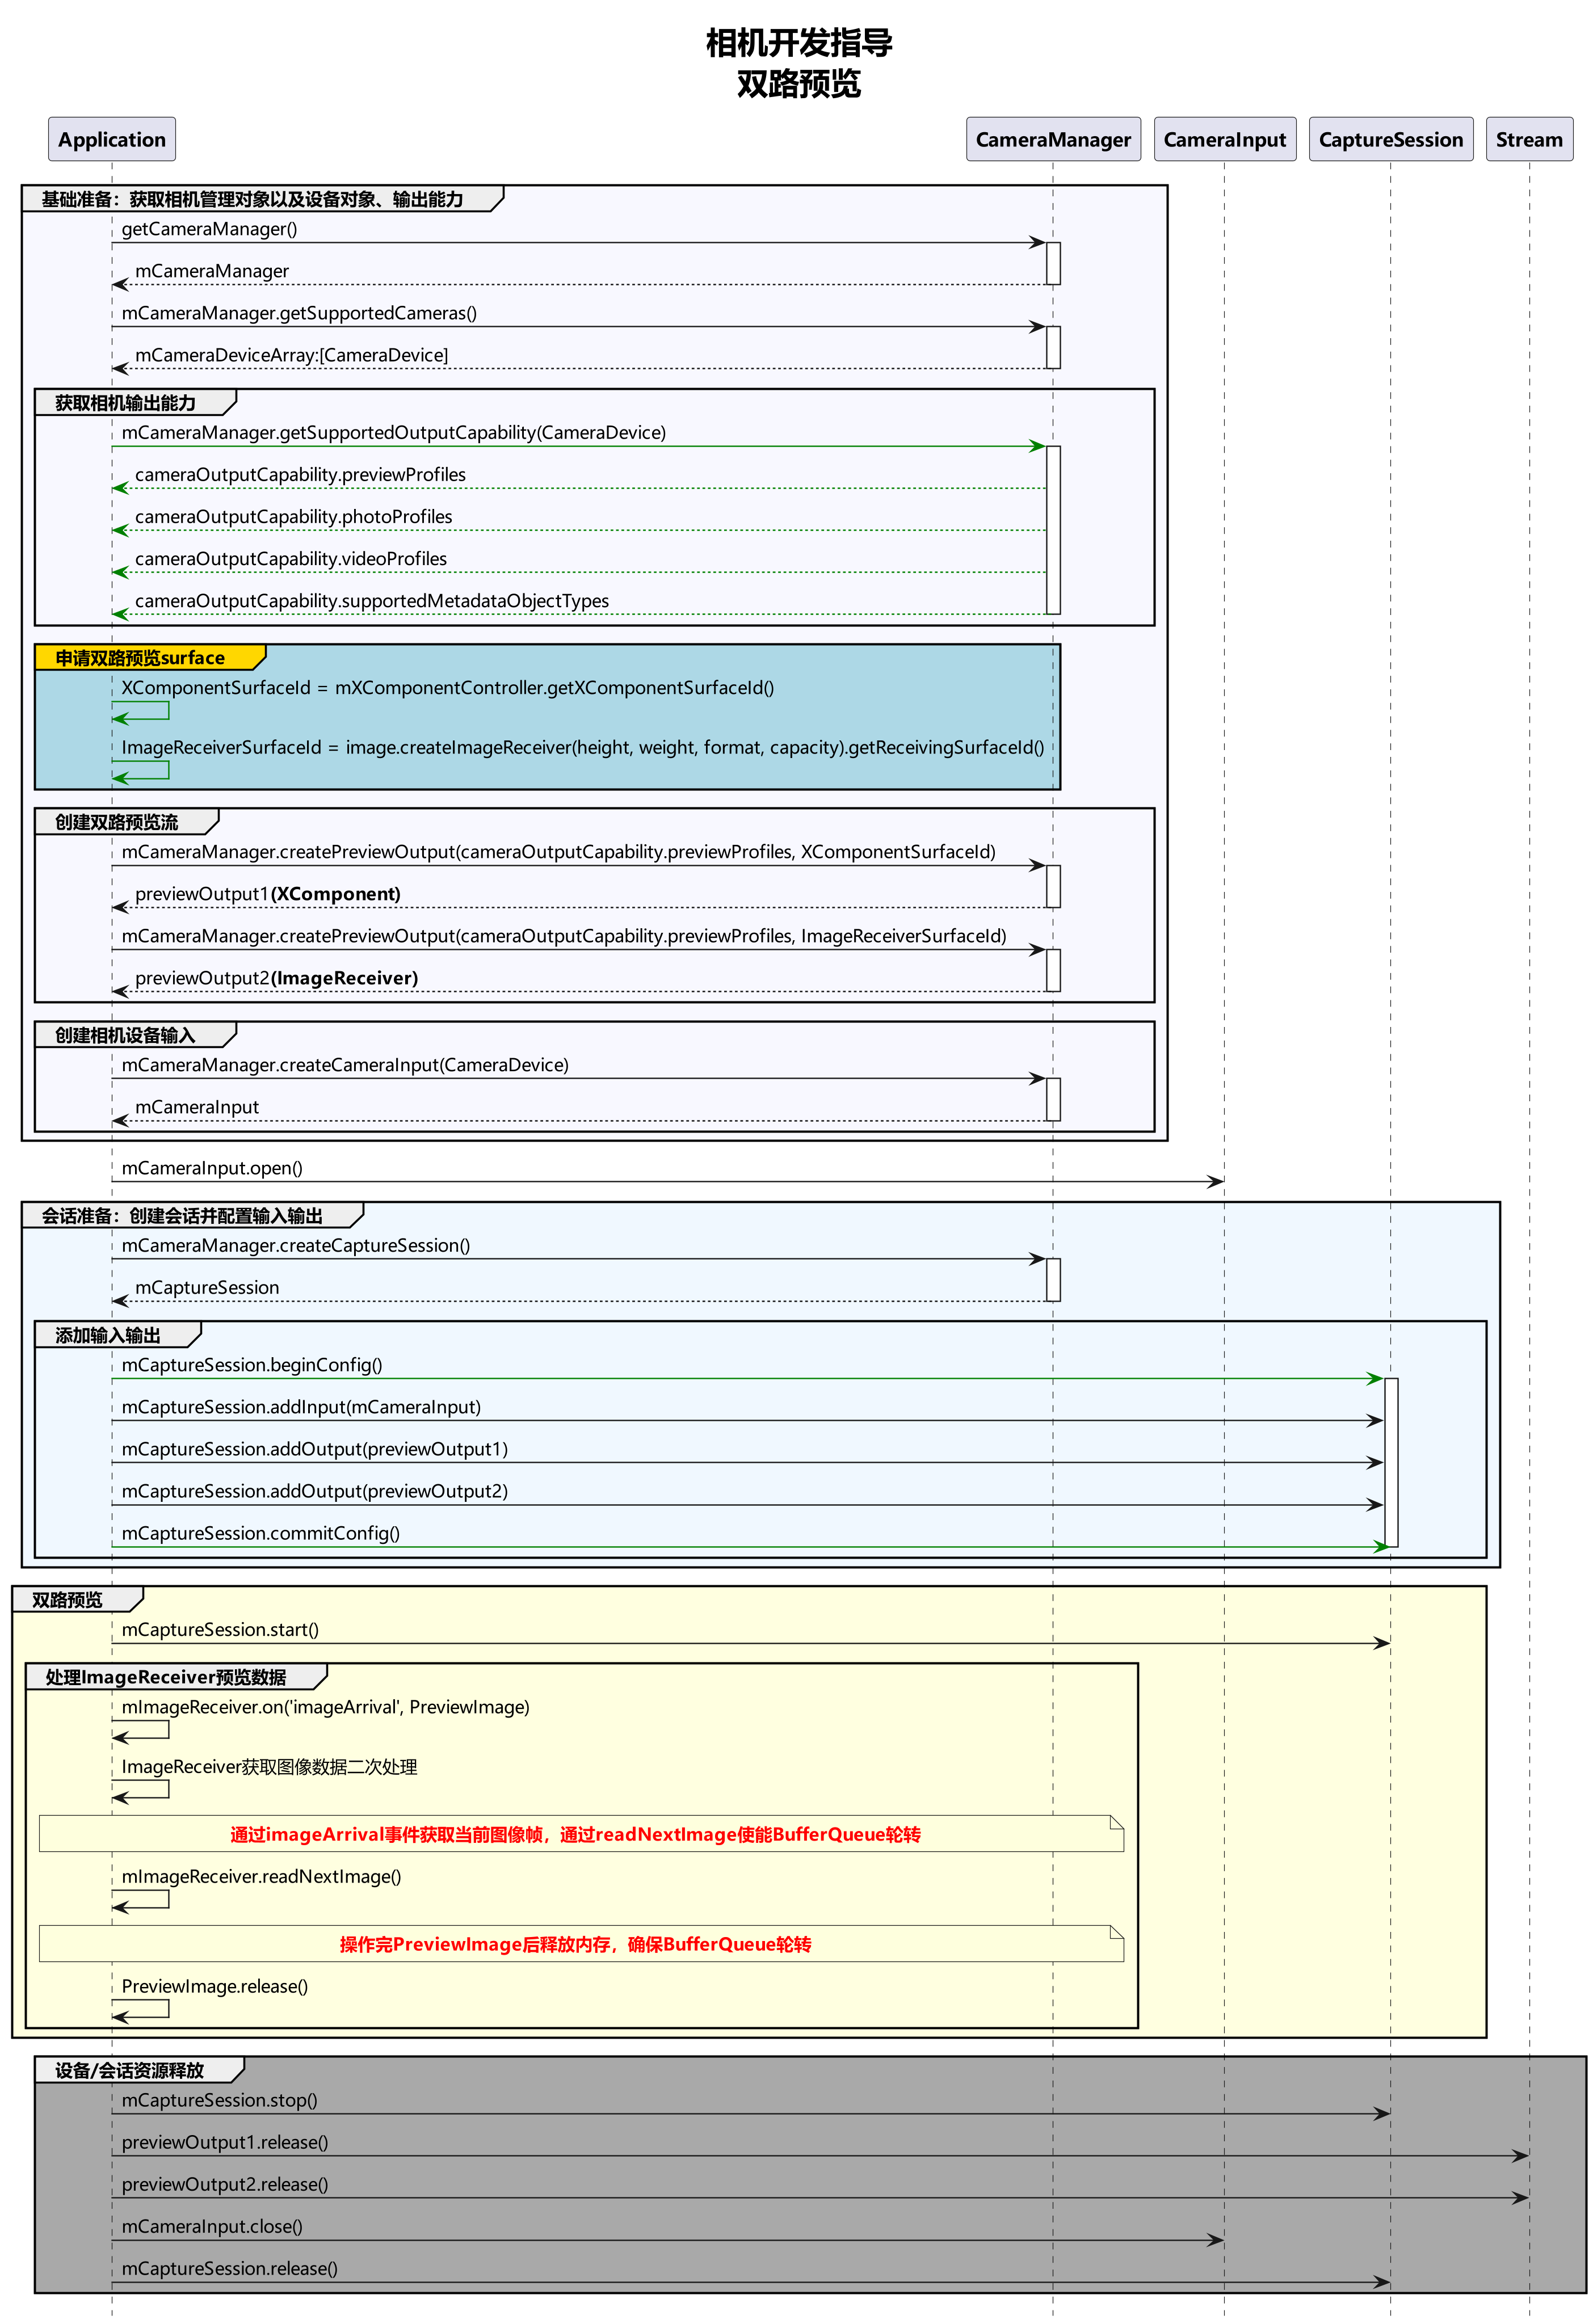 相机开发指导
双路预览
Application
CameraManager
CameraInput
CaptureSession
Stream
基础准备：获取相机管理对象以及设备对象、输出能力
getCameraManager()
mCameraManager
mCameraManager.getSupportedCameras()
mCameraDeviceArray:[CameraDevice]
获取相机输出能力
mCameraManager.getSupportedOutputCapability(CameraDevice)
cameraOutputCapability.previewProfiles
cameraOutputCapability.photoProfiles
cameraOutputCapability.videoProfiles
cameraOutputCapability.supportedMetadataObjectTypes
申请双路预览surface
XComponentSurfaceId = mXComponentController.getXComponentSurfaceId()
ImageReceiverSurfaceId = image.createImageReceiver(height, weight, format, capacity).getReceivingSurfaceId()
创建双路预览流
mCameraManager.createPreviewOutput(cameraOutputCapability.previewProfiles, XComponentSurfaceId)
previewOutput1(XComponent)
mCameraManager.createPreviewOutput(cameraOutputCapability.previewProfiles, ImageReceiverSurfaceId)
previewOutput2(ImageReceiver)
创建相机设备输入
mCameraManager.createCameraInput(CameraDevice)
mCameraInput
mCameraInput.open()
会话准备：创建会话并配置输入输出
mCameraManager.createCaptureSession()
mCaptureSession
添加输入输出
mCaptureSession.beginConfig()
mCaptureSession.addInput(mCameraInput)
mCaptureSession.addOutput(previewOutput1)
mCaptureSession.addOutput(previewOutput2)
mCaptureSession.commitConfig()
双路预览
mCaptureSession.start()
处理ImageReceiver预览数据
mImageReceiver.on('imageArrival', PreviewImage)
ImageReceiver获取图像数据二次处理
通过imageArrival事件获取当前图像帧，通过readNextImage使能BufferQueue轮转
mImageReceiver.readNextImage()
操作完PreviewImage后释放内存，确保BufferQueue轮转
PreviewImage.release()
设备/会话资源释放
mCaptureSession.stop()
previewOutput1.release()
previewOutput2.release()
mCameraInput.close()
mCaptureSession.release()